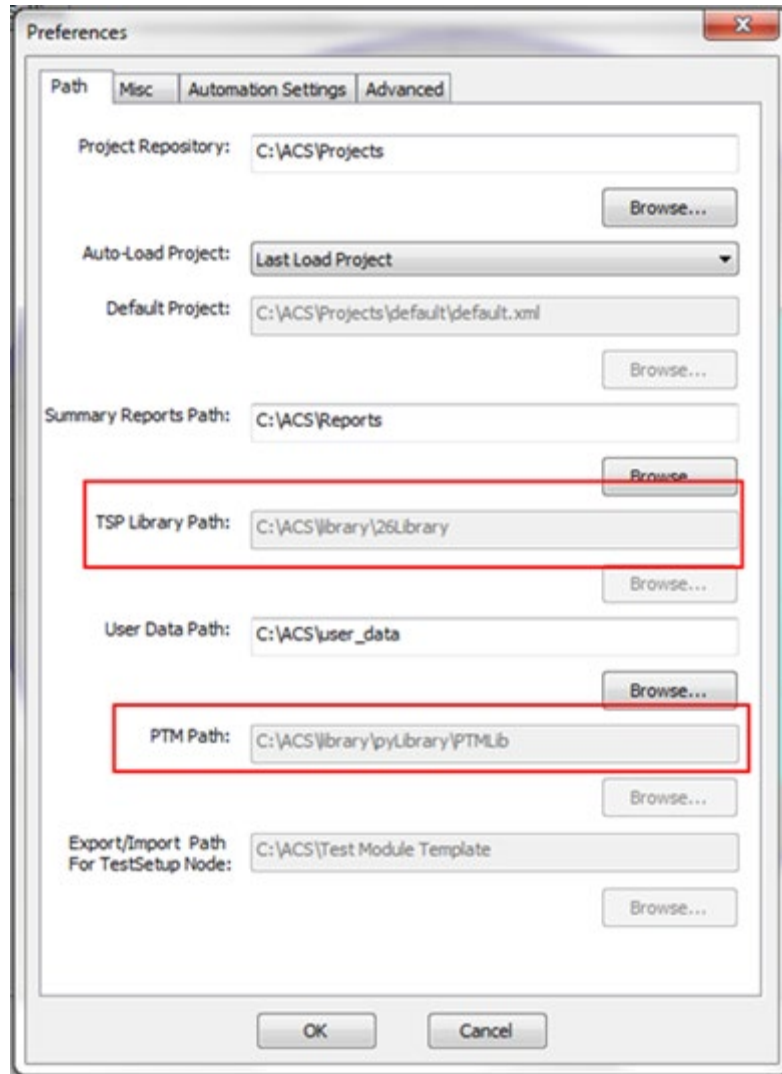 Preferences
Path Misc Automation Settings Advanced
Project Repository: C:\ACS\Projects
Browse...
Auto-Load Project: Last Load Project
Default Project: C:\ACS\Projects\default\default.xml
Browse...
Summary Reports Path: C:\ACS\Reports
Browse...
TSP Library Path: C:\ACS\library\26Library
Browse...
User Data Path: C:\ACS\user_data
Browse...
PTM Path: C:\ACS\library\pyLibrary\PTMLib
Browse...
Export/Import Path
For TestSetup Node: C:\ACS\Test Module Template
Browse...
OK Cancel